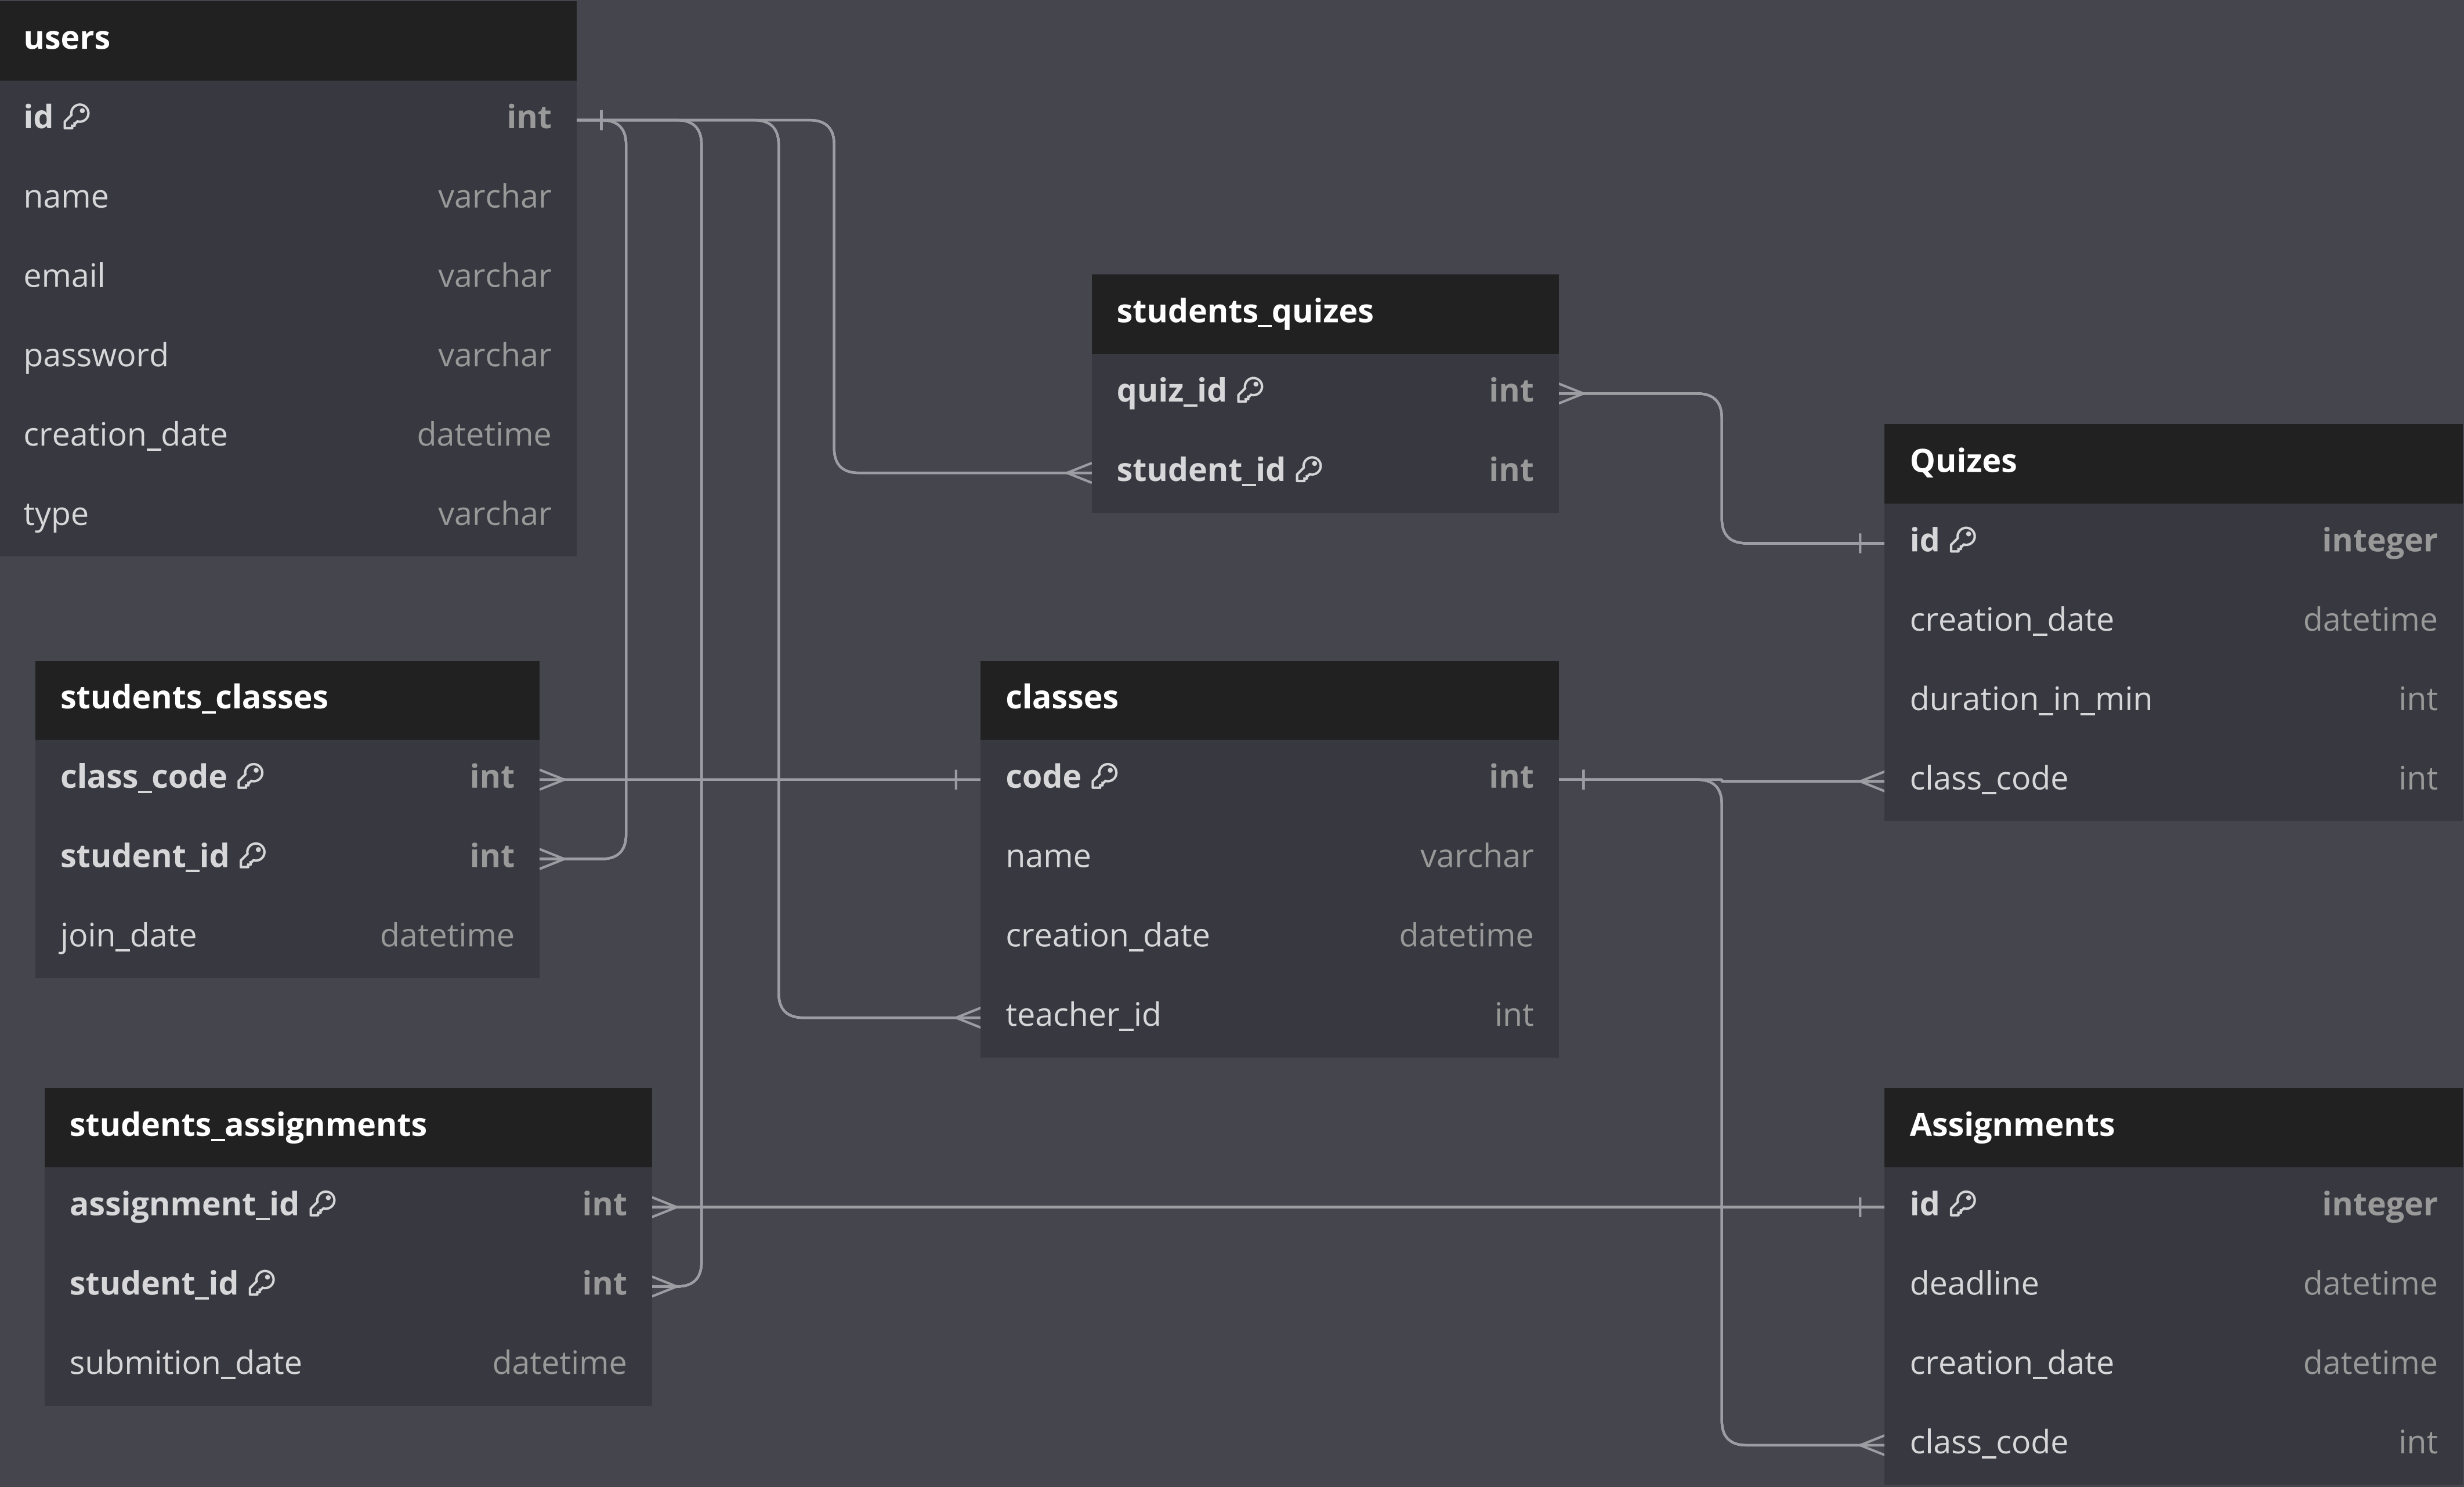 users
id int
name varchar
email varchar
password varchar
creation_date datetime
type varchar
students_quizes
quiz_id int
student_id int
Quizes
id integer
creation_date datetime
duration_in_min int
class_code int
students_classes
class_code int
student_id int
join_date datetime
classes
code int
name varchar
creation_date datetime
teacher_id int
students_assignments
assignment_id int
student_id int
submition_date datetime
Assignments
id integer
deadline datetime
creation_date datetime
class_code int